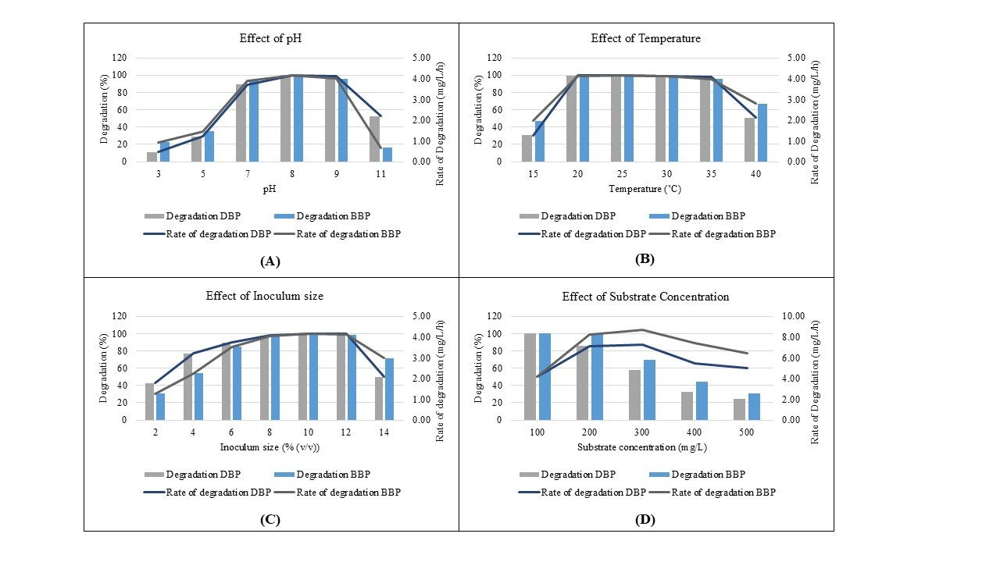 Effect of pH
120
100
80
60
40
20
0
Degradation (%)
5.00
4.00
3.00
2.00
1.00
0.00
Rate of Degradation (mg/L/h)
3 5 7 8 9 11
pH
Degradation DBP Degradation BBP
Rate of degradation DBP Rate of degradation BBP
(A)
Effect of Temperature
120
100
80
60
40
20
0
Degradation (%)
5.00
4.00
3.00
2.00
1.00
0.00
Rate of Degradation (mg/L/h)
15 20 25 30 35 40
Temperature (˚C)
Degradation DBP Degradation BBP
Rate of degradation DBP Rate of degradation BBP
(B)
Effect of Inoculum size
120
100
80
60
40
20
0
Degradation (%)
5.00
4.00
3.00
2.00
1.00
0.00
Rate of degradation (mg/L/h)
2 4 6 8 10 12 14
Inoculum size (% (v/v))
Degradation DBP Degradation BBP
Rate of degradation DBP Rate of degradation BBP
(C)
Effect of Substrate Concentration
120
100
80
60
40
20
0
Degradation (%)
10.00
8.00
6.00
4.00
2.00
0.00
Rate of Degradation (mg/L/h)
100 200 300 400 500
Substrate concentration (mg/L)
Degradation DBP Degradation BBP
Rate of degradation DBP Rate of degradation BBP
(D)